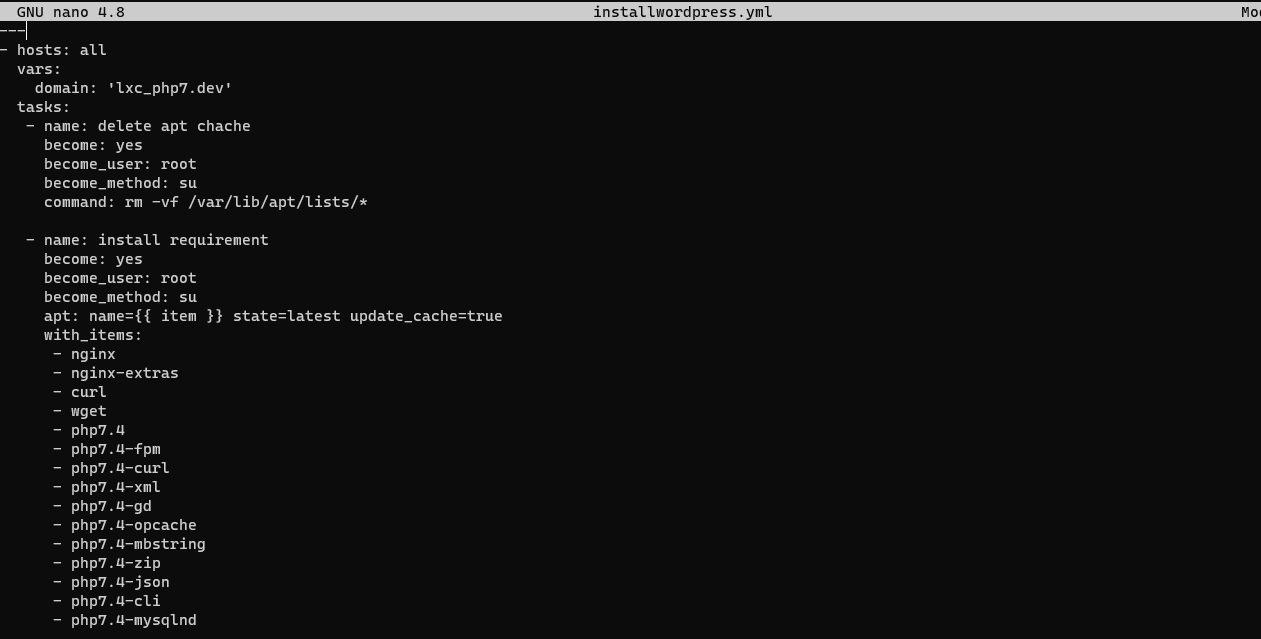 GNU nano 4.8 installwordpress.yml
---
- hosts: all
  vars:
    domain: 'lxc_php7.dev'
  tasks:
   - name: delete apt chache
     become: yes
     become_user: root
     become_method: su
     command: rm -vf /var/lib/apt/lists/*

   - name: install requirement
     become: yes
     become_user: root
     become_method: su
     apt: name={{ item }} state=latest update_cache=true
     with_items:
      - nginx
      - nginx-extras
      - curl
      - wget
      - php7.4
      - php7.4-fpm
      - php7.4-curl
      - php7.4-xml
      - php7.4-gd
      - php7.4-opcache
      - php7.4-mbstring
      - php7.4-zip
      - php7.4-json
      - php7.4-cli
      - php7.4-mysqlnd